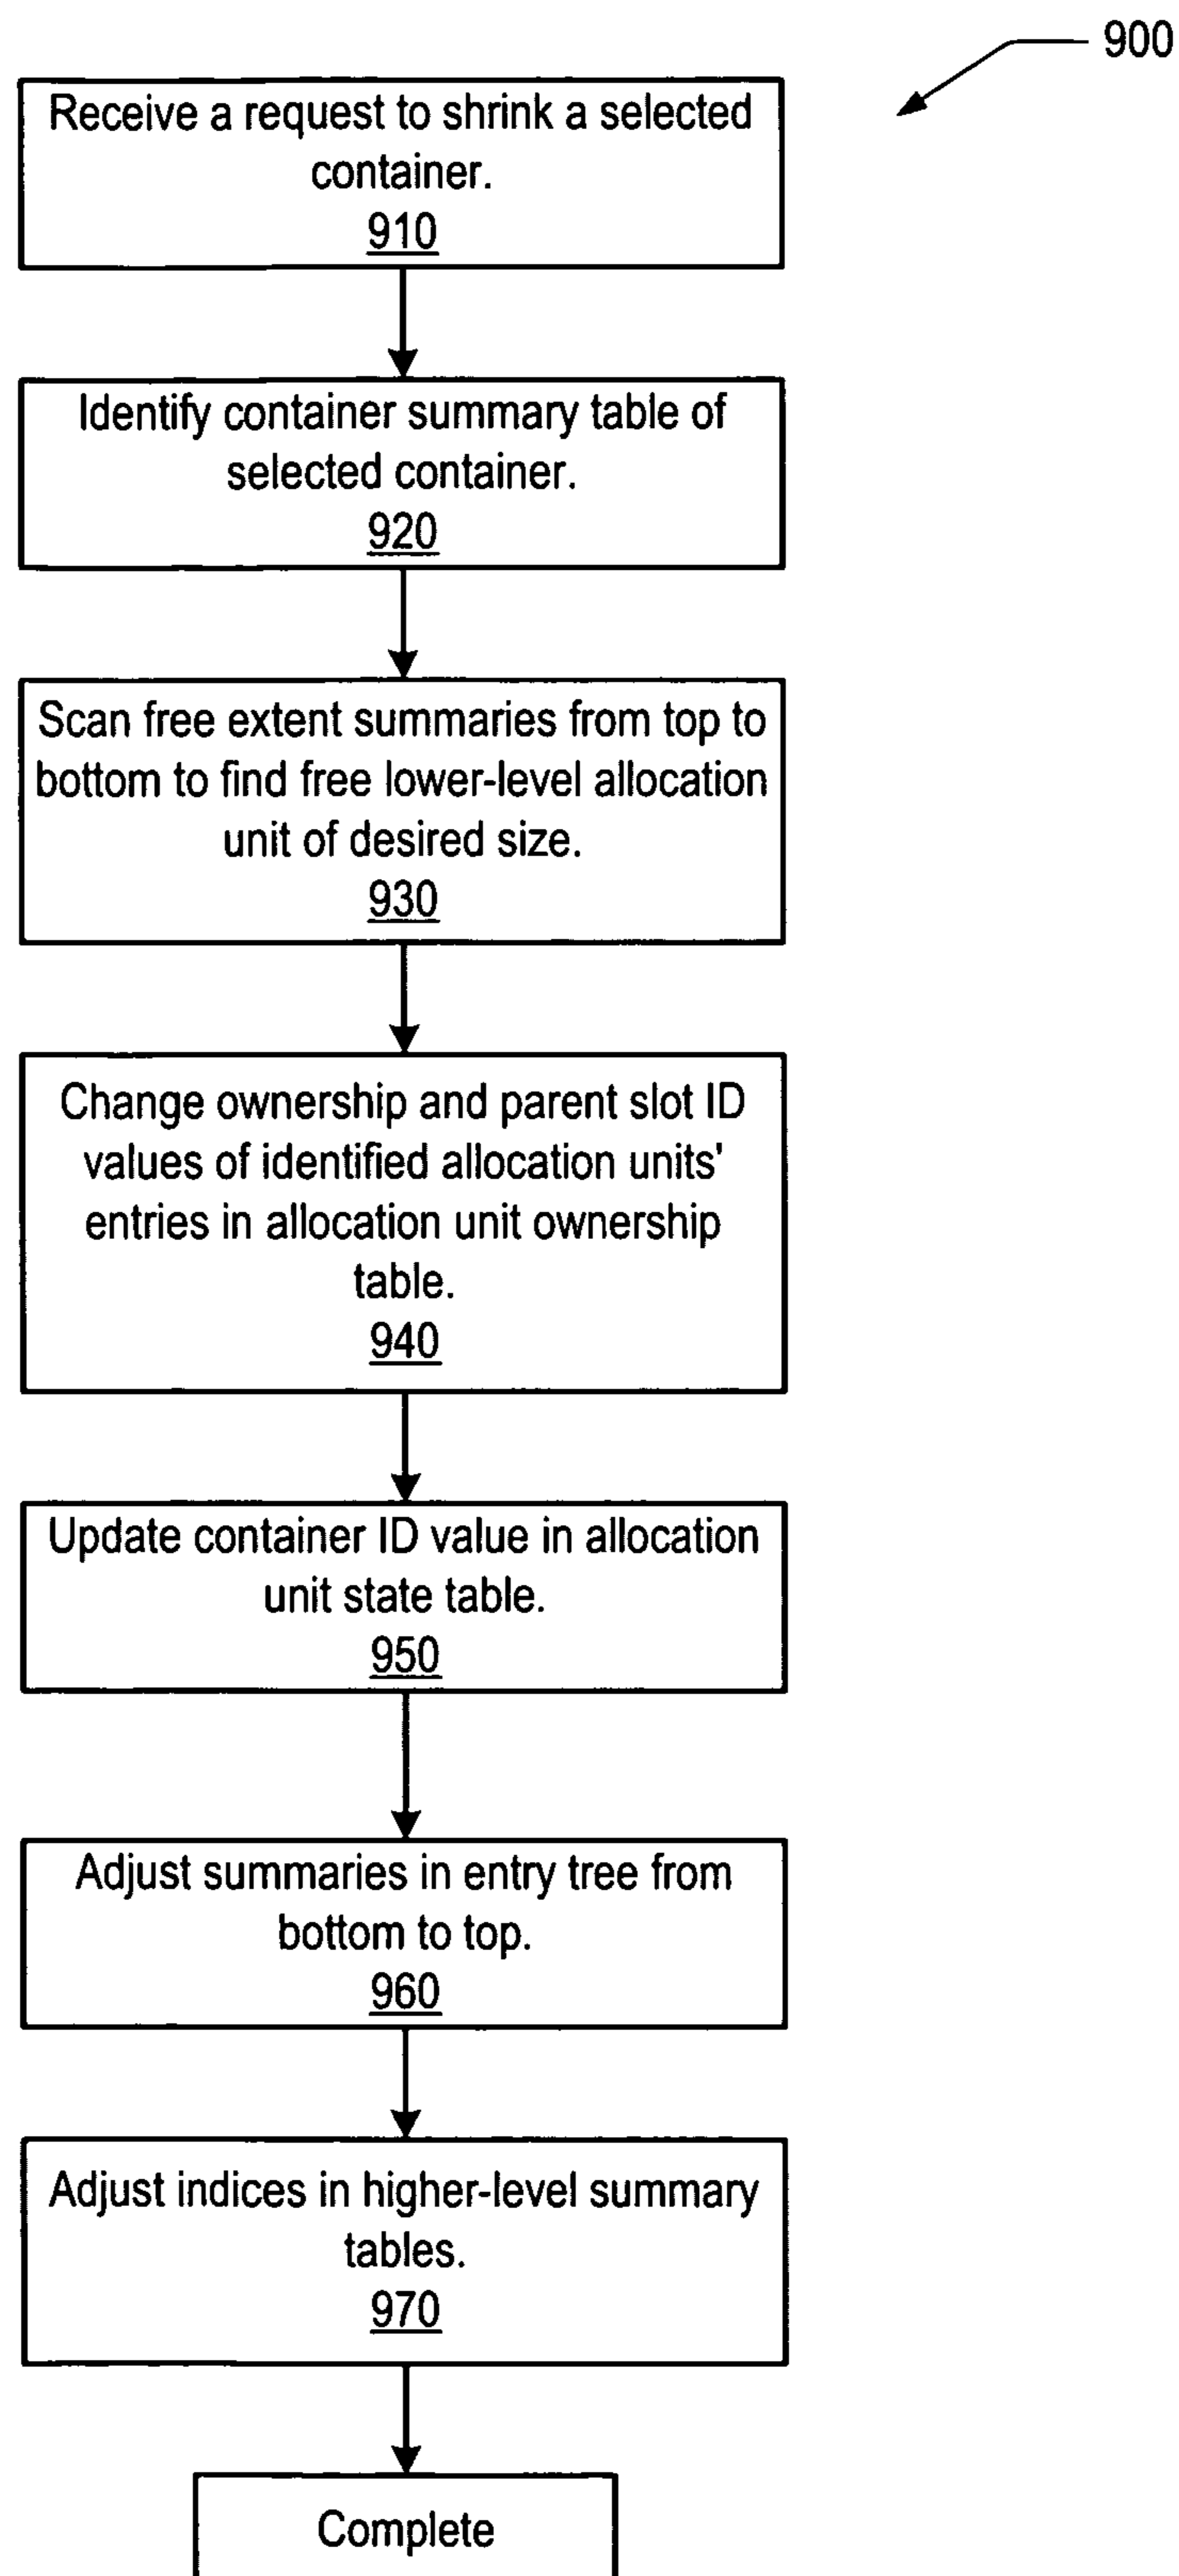 900
Receive a request to shrink a selected
container.
910
Identify container summary table of
selected container.
920
Scan free extent summaries from top to
bottom to find free lower-level allocation
unit of desired size.
930
Change ownership and parent slot ID
values of identified allocation units'
entries in allocation unit ownership
table.
940
Update container ID value in allocation
unit state table.
950
Adjust summaries in entry tree from
bottom to top.
960
Adjust indices in higher-level summary
tables.
970
Complete